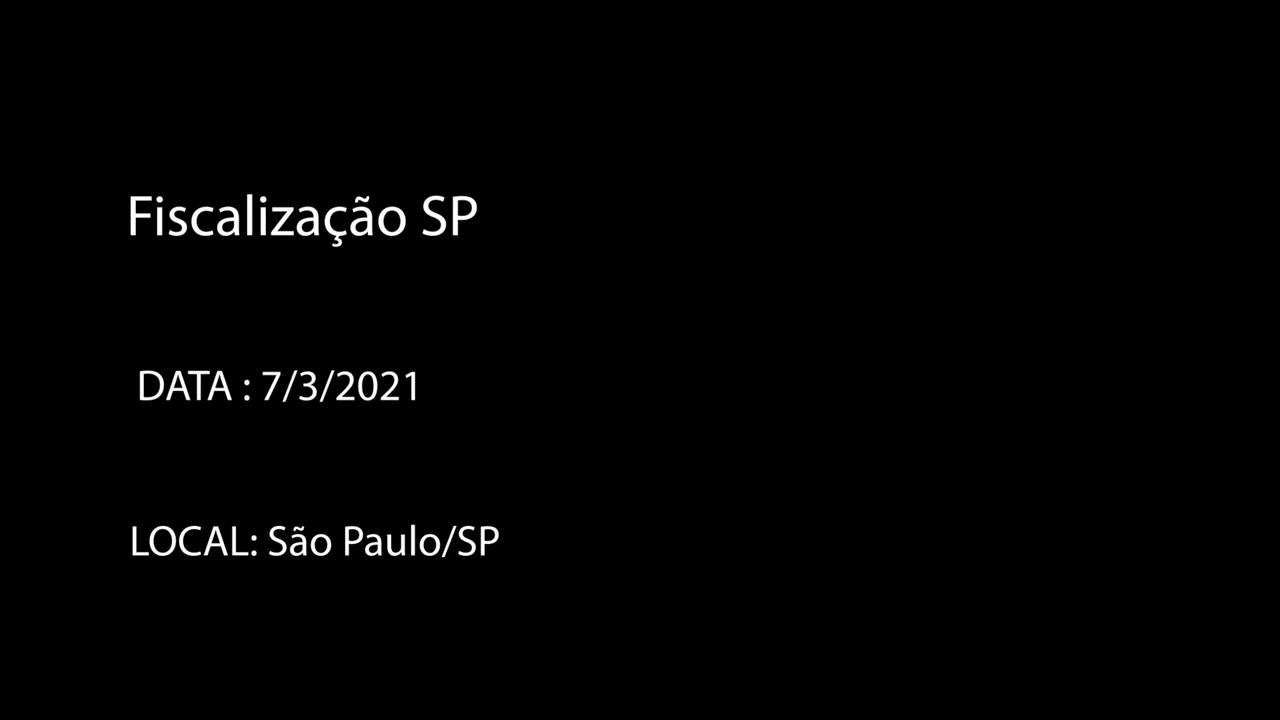 Fiscalização SP
DATA : 7/3/2021
LOCAL: São Paulo/SP